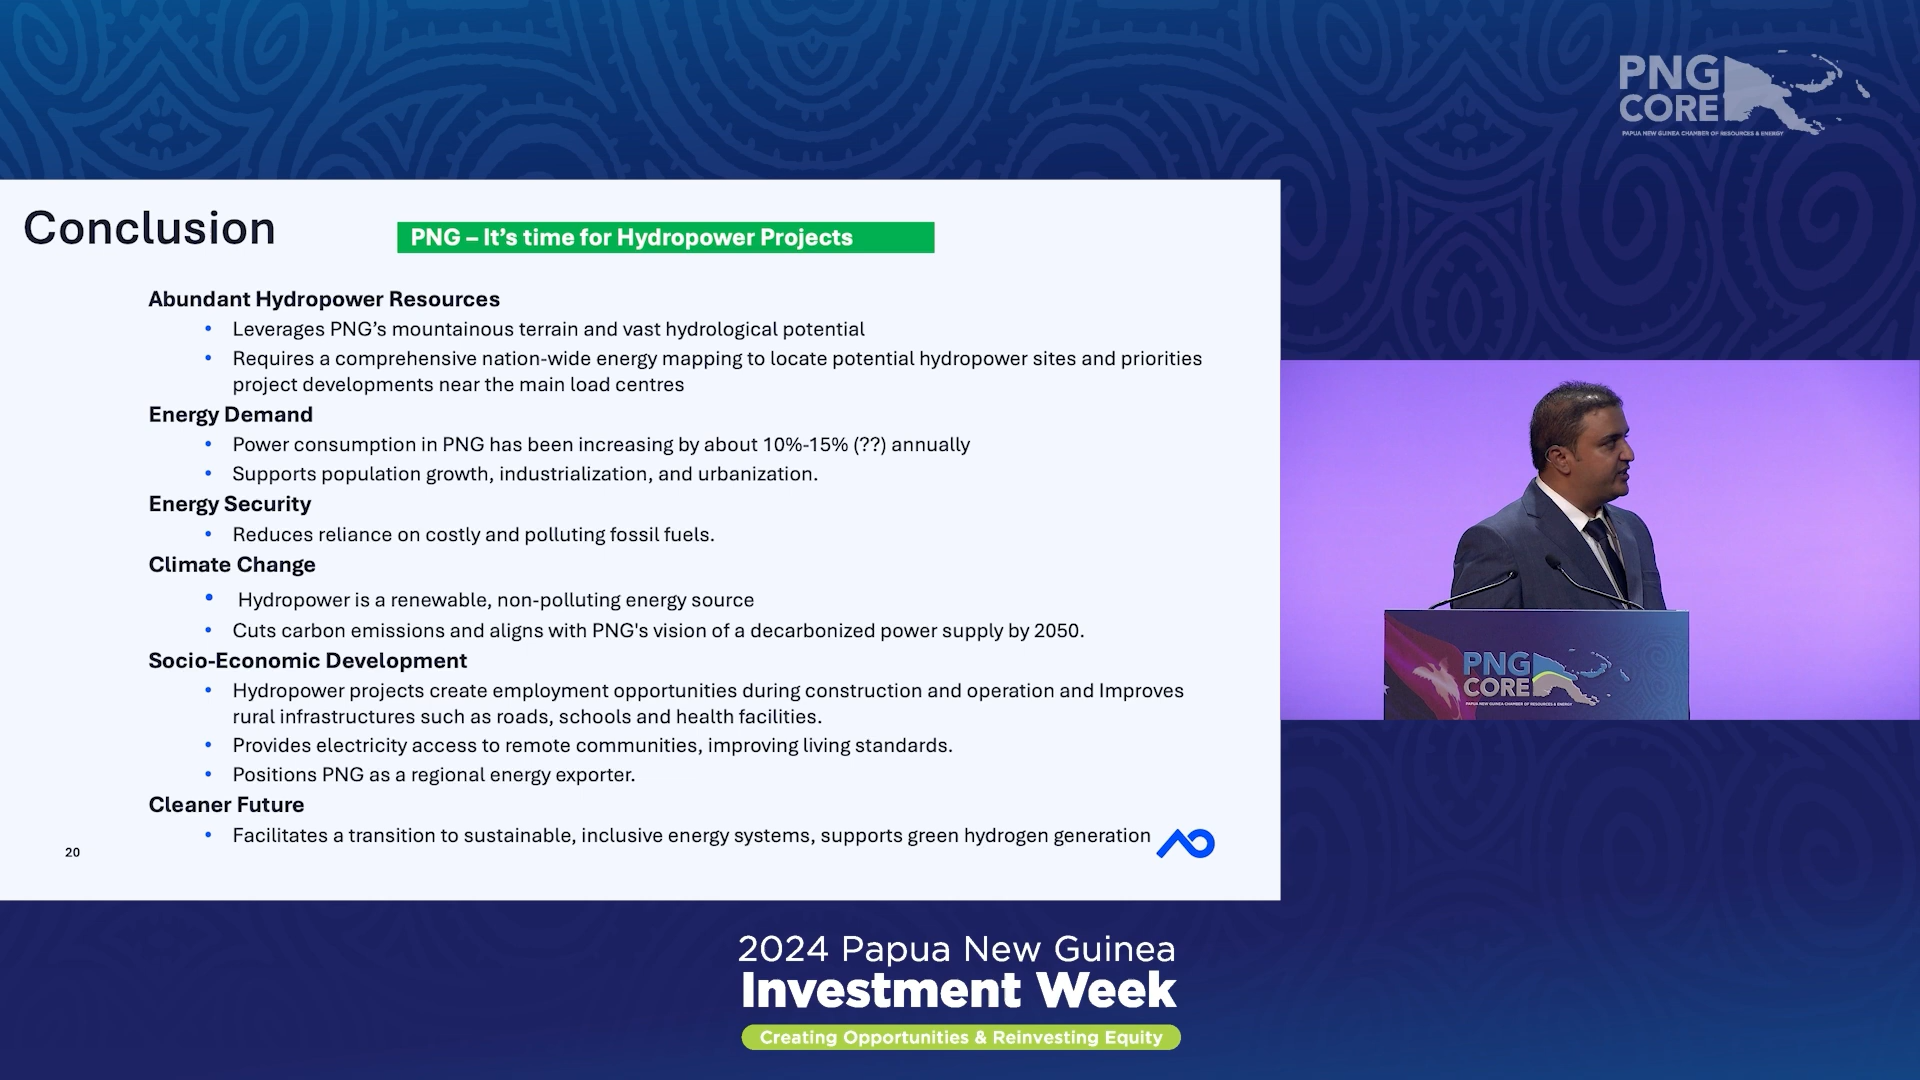 PNG
CORE
PAPUA NEW GUINEA CHAMBER OF RESOURCES & ENERGY
Conclusion
PNG – It’s time for Hydropower Projects
Abundant Hydropower Resources
• Leverages PNG’s mountainous terrain and vast hydrological potential
• Requires a comprehensive nation-wide energy mapping to locate potential hydropower sites and priorities
project developments near the main load centres
Energy Demand
• Power consumption in PNG has been increasing by about 10%-15% (??) annually
• Supports population growth, industrialization, and urbanization.
Energy Security
• Reduces reliance on costly and polluting fossil fuels.
Climate Change
• Hydropower is a renewable, non-polluting energy source
• Cuts carbon emissions and aligns with PNG's vision of a decarbonized power supply by 2050.
Socio-Economic Development
• Hydropower projects create employment opportunities during construction and operation and Improves
rural infrastructures such as roads, schools and health facilities.
• Provides electricity access to remote communities, improving living standards.
• Positions PNG as a regional energy exporter.
Cleaner Future
• Facilitates a transition to sustainable, inclusive energy systems, supports green hydrogen generation
20
PNG
CORE
PAPUA NEW GUINEA CHAMBER OF RESOURCES & ENERGY
2024 Papua New Guinea
Investment Week
Creating Opportunities & Reinvesting Equity